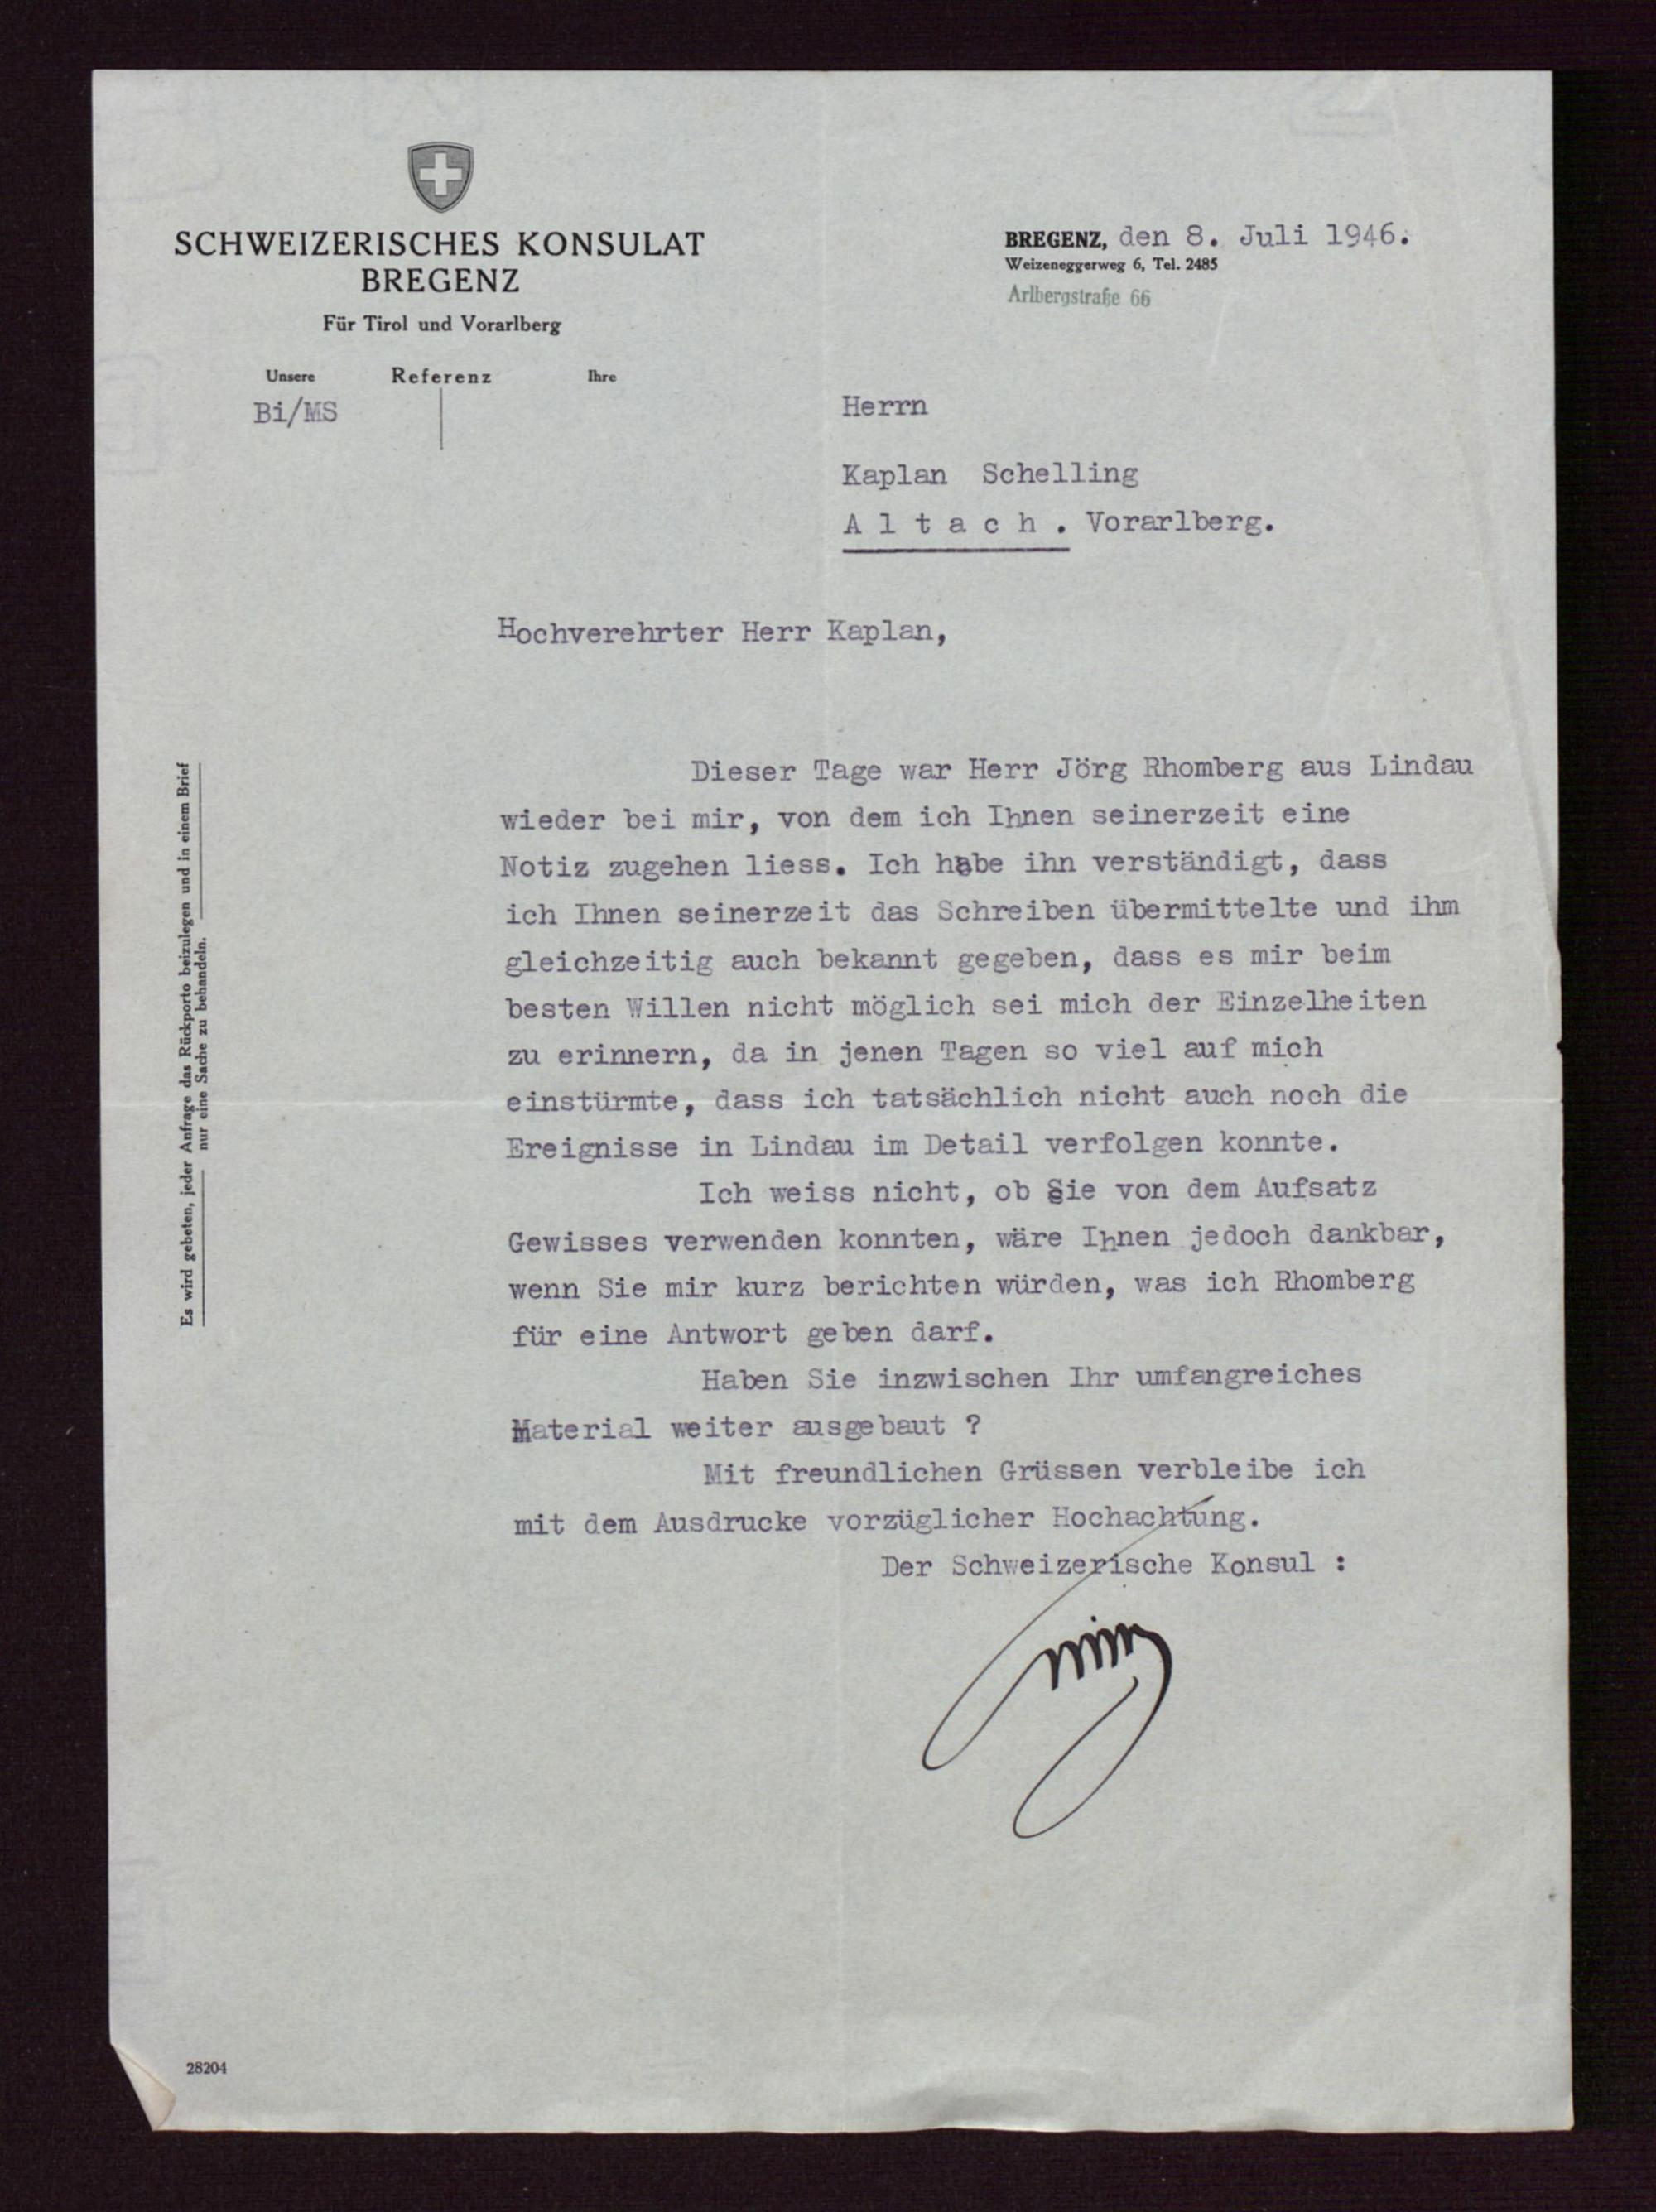 SCHWEIZERISCHES KONSULAT
BREGENZ
Für Tirol und Vorarlberg
Unsere Referenz Ihre
Bi/MS
BREGENZ, den 8. Juli 1946.
Weizeneggerweg 6, Tel. 2485
Arlbergstraße 66
Herrn
Kaplan Schelling
Altach. Vorarlberg.
Hochverehrter Herr Kaplan,
Dieser Tage war Herr Jörg Rhomberg aus Lindau
wieder bei mir, von dem ich Ihnen seinerzeit eine
Notiz zugehen liess. Ich habe ihn verständigt, dass
ich Ihnen seinerzeit das Schreiben übermittelte und ihm
gleichzeitig auch bekannt gegeben, dass es mir beim
besten Willen nicht möglich sei mich der Einzelheiten
zu erinnern, da in jenen Tagen so viel auf mich
einstürmte, dass ich tatsächlich nicht auch noch die
Ereignisse in Lindau im Detail verfolgen konnte.
Ich weiss nicht, ob Sie von dem Aufsatz
Gewisses verwenden konnten, wäre Ihnen jedoch dankbar,
wenn Sie mir kurz berichten würden, was ich Rhomberg
für eine Antwort geben darf.
Haben Sie inzwischen Ihr umfangreiches
Material weiter ausgebaut ?
Mit freundlichen Grüssen verbleibe ich
mit dem Ausdrucke vorzüglicher Hochachtung.
Der Schweizerische Konsul :
Es wird gebeten, jeder Anfrage das Rückporto beizulegen und in einem Brief
nur eine Sache zu behandeln.
28204